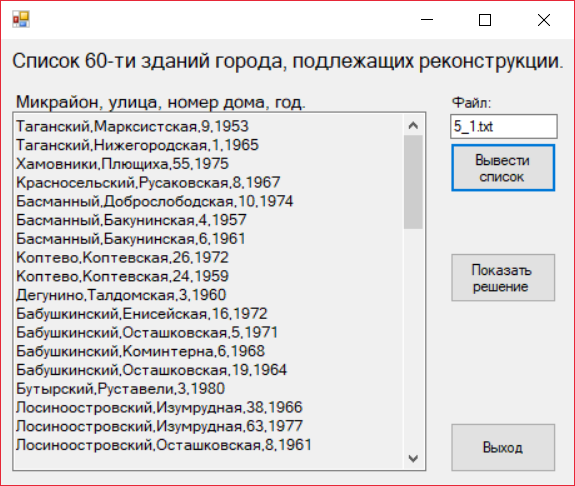 Список 60-ти зданий города, подлежащих реконструкции.
Микрайон, улица, номер дома, год.
Таганский,Марксистская,9,1953
Таганский,Нижегородская,1,1965
Хамовники,Плющиха,55,1975
Красносельский,Русаковская,8,1967
Басманный,Доброслободская,10,1974
Басманный,Бакунинская,4,1957
Басманный,Бакунинская,6,1961
Коптево,Коптевская,26,1972
Коптево,Коптевская,24,1959
Дегунино,Талдомская,3,1960
Бабушкинский,Енисейская,16,1972
Бабушкинский,Осташковская,5,1971
Бабушкинский,Коминтерна,6,1968
Бабушкинский,Осташковская,19,1964
Бутырский,Руставели,3,1980
Лосиноостровский,Изумрудная,38,1966
Лосиноостровский,Изумрудная,63,1977
Лосиноостровский,Осташковская,8,1961
Файл:
5_1.txt
Вывести
список
Показать
решение
Выход